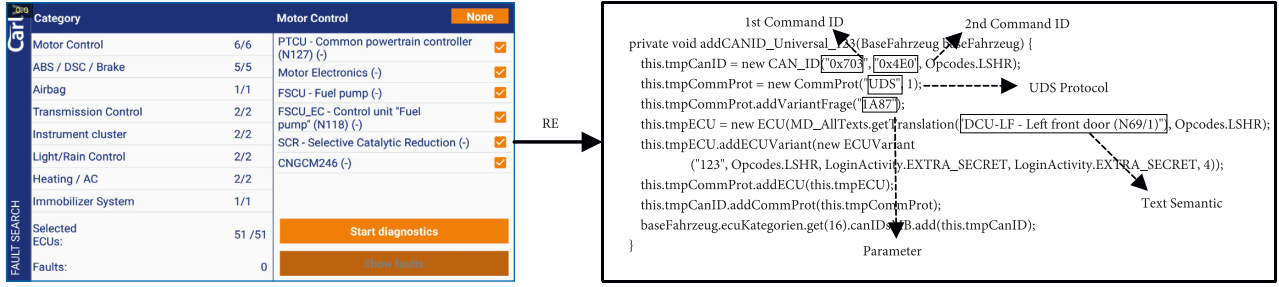 Carly
Category
Motor Control
None
Motor Control 6/6
ABS / DSC / Brake 5/5
Airbag 1/1
Transmission Control 2/2
Instrument cluster 2/2
Light/Rain Control 2/2
Heating / AC 2/2
Immobilizer System 1/1
Selected
ECUs: 51 /51
Faults: 0
FAULT SEARCH
PTCU - Common powertrain controller
(N127) (-)
Motor Electronics (-)
FSCU - Fuel pump (-)
FSCU_EC - Control unit "Fuel
pump" (N118) (-)
SCR - Selective Catalytic Reduction (-)
CNGCM246 (-)
Start diagnostics
Show faults
RE
1st Command ID
2nd Command ID
private void addCANID_Universal_123(BaseFahrzeug baseFahrzeug) {
this.tmpCanID = new CAN_ID("0x703", "0x4E0", Opcodes.LSHR);
this.tmpCommProt = new CommProt("UDS", 1);
UDS Protocol
this.tmpCommProt.addVariantFrage("1A87");
this.tmpECU = new ECU(MD_AllTexts.getTranslation("DCU-LF - Left front door (N69/1)"), Opcodes.LSHR);
this.tmpECU.addECUVariant(new ECUVariant
("123", Opcodes.LSHR, LoginActivity.EXTRA_SECRET, LoginActivity.EXTRA_SECRET, 4));
this.tmpCommProt.addECU(this.tmpECU);
this.tmpCanID.addCommProt(this.tmpCommProt);
Text Semantic
baseFahrzeug.ecuKategorien.get(16).canIDsMB.add(this.tmpCanID);
}
Parameter